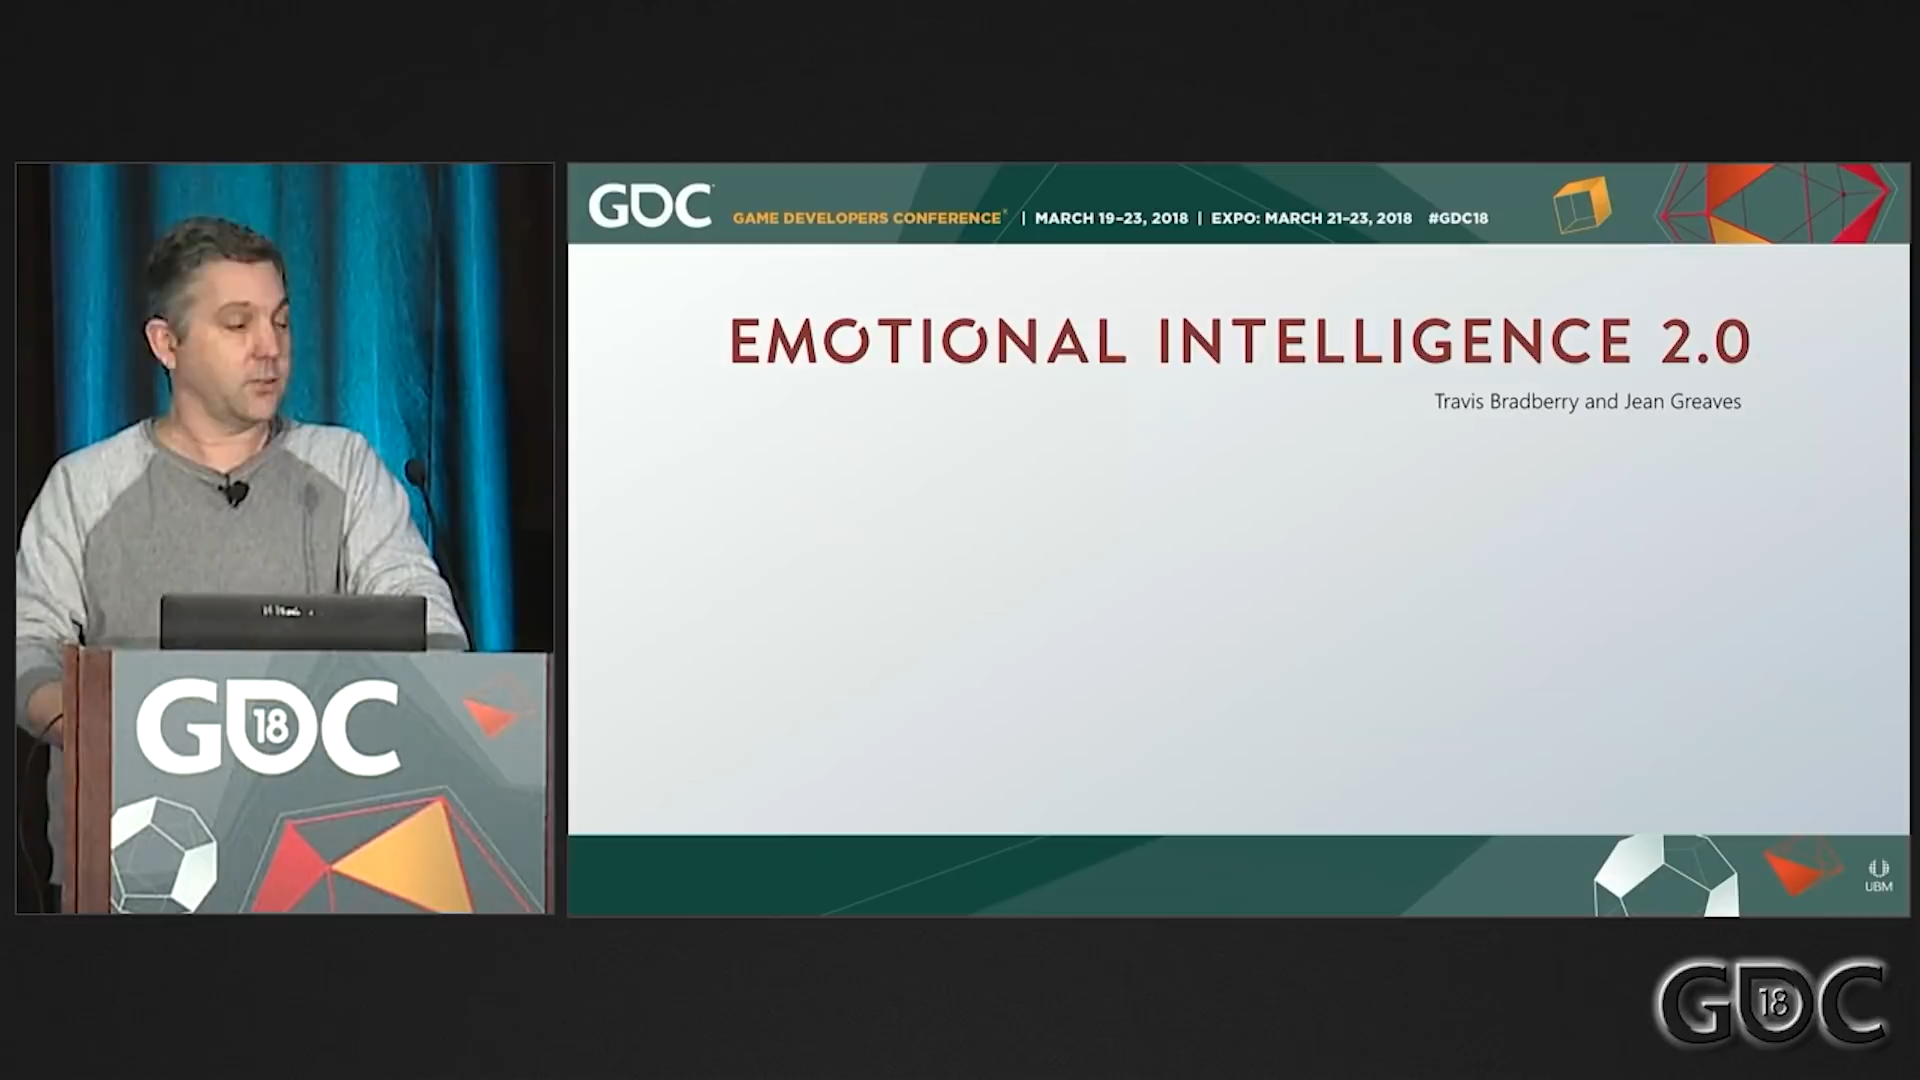 GDC
GAME DEVELOPERS CONFERENCE | MARCH 19–23, 2018 | EXPO: MARCH 21–23, 2018 #GDC18
EMOTIONAL INTELLIGENCE 2.0
Travis Bradberry and Jean Greaves
GDC
18
UBM
GDC
18